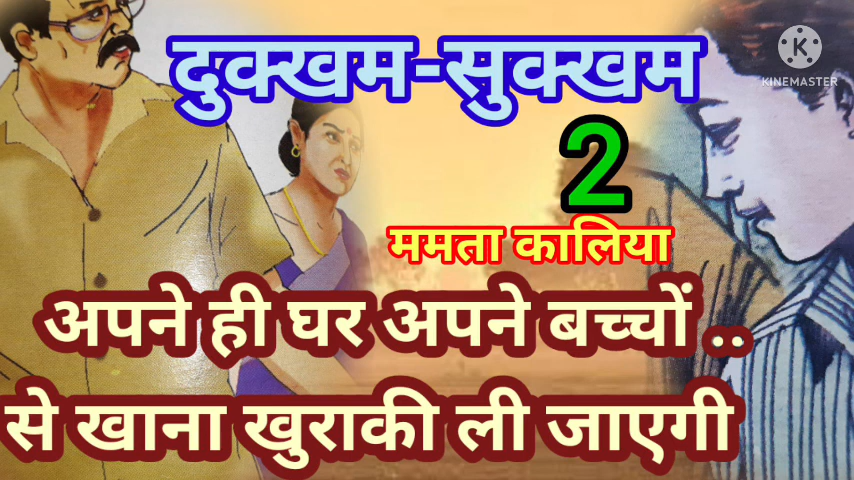 दुक्खम-सुक्खम
KINEMASTER
2
ममता कालिया
अपने ही घर अपने बच्चों ..
से खाना खुराकी ली जाएगी